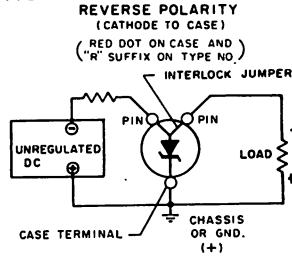 REVERSE POLARITY
(CATHODE TO CASE)
(RED DOT ON CASE AND
"R" SUFFIX ON TYPE NO.)
INTERLOCK JUMPER
PIN
PIN
UNREGULATED
DC
LOAD
CASE TERMINAL
CHASSIS
OR GND.
(+)